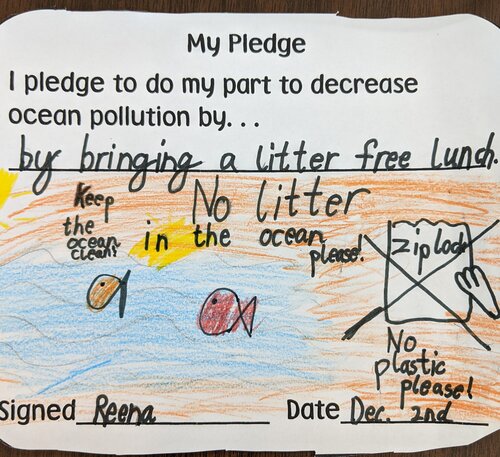 My Pledge
I pledge to do my part to decrease
ocean pollution by. . .
by bringing a litter free lunch.
Keep
the
ocean
clean!
No litter
in the ocean,
please!
Ziplock
No
plastic
please!
Signed Reena
Date Dec. 2nd